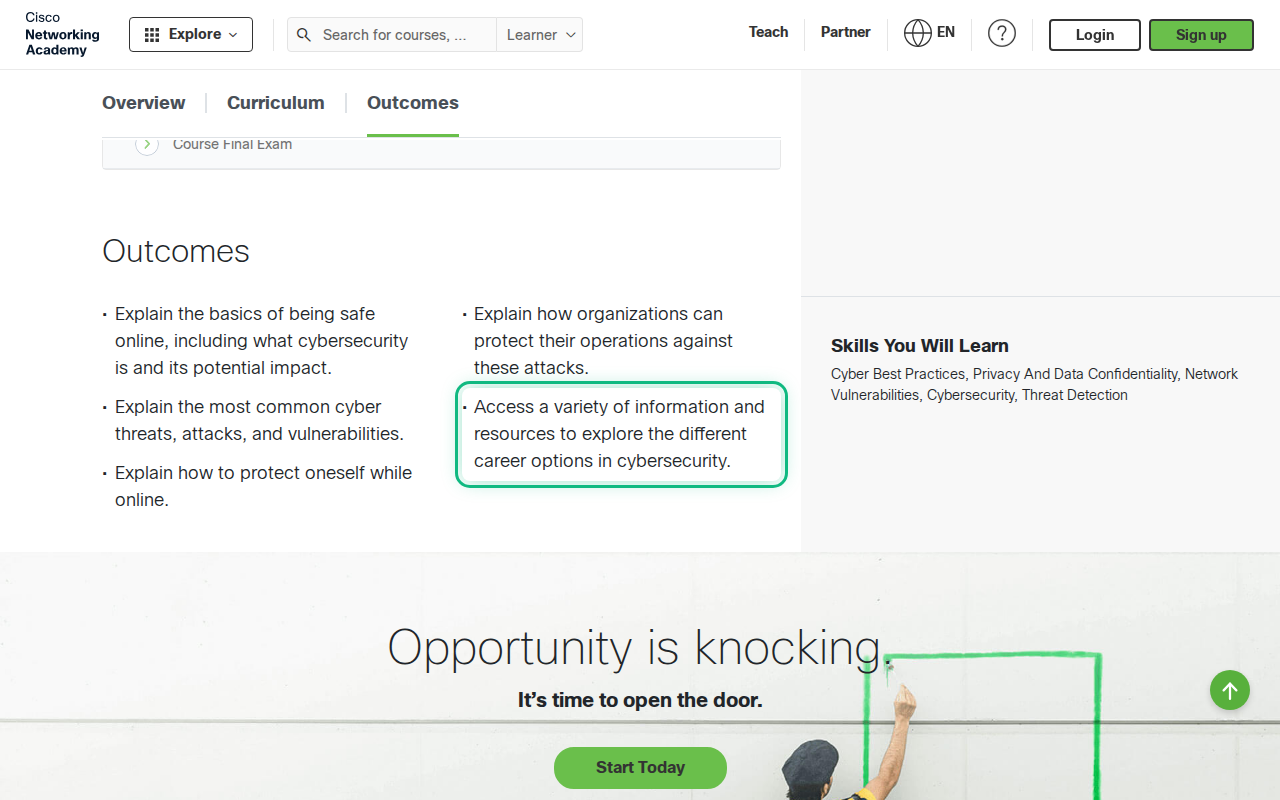 Cisco
Networking
Academy
Explore
Search for courses, ...
Learner
Teach
Partner
EN
Login
Sign up
Overview
Curriculum
Outcomes
Course Final Exam
Outcomes
· Explain the basics of being safe
online, including what cybersecurity
is and its potential impact.
· Explain the most common cyber
threats, attacks, and vulnerabilities.
· Explain how to protect oneself while
online.
· Explain how organizations can
protect their operations against
these attacks.
· Access a variety of information and
resources to explore the different
career options in cybersecurity.
Skills You Will Learn
Cyber Best Practices, Privacy And Data Confidentiality, Network
Vulnerabilities, Cybersecurity, Threat Detection
Opportunity is knocking.
It’s time to open the door.
Start Today